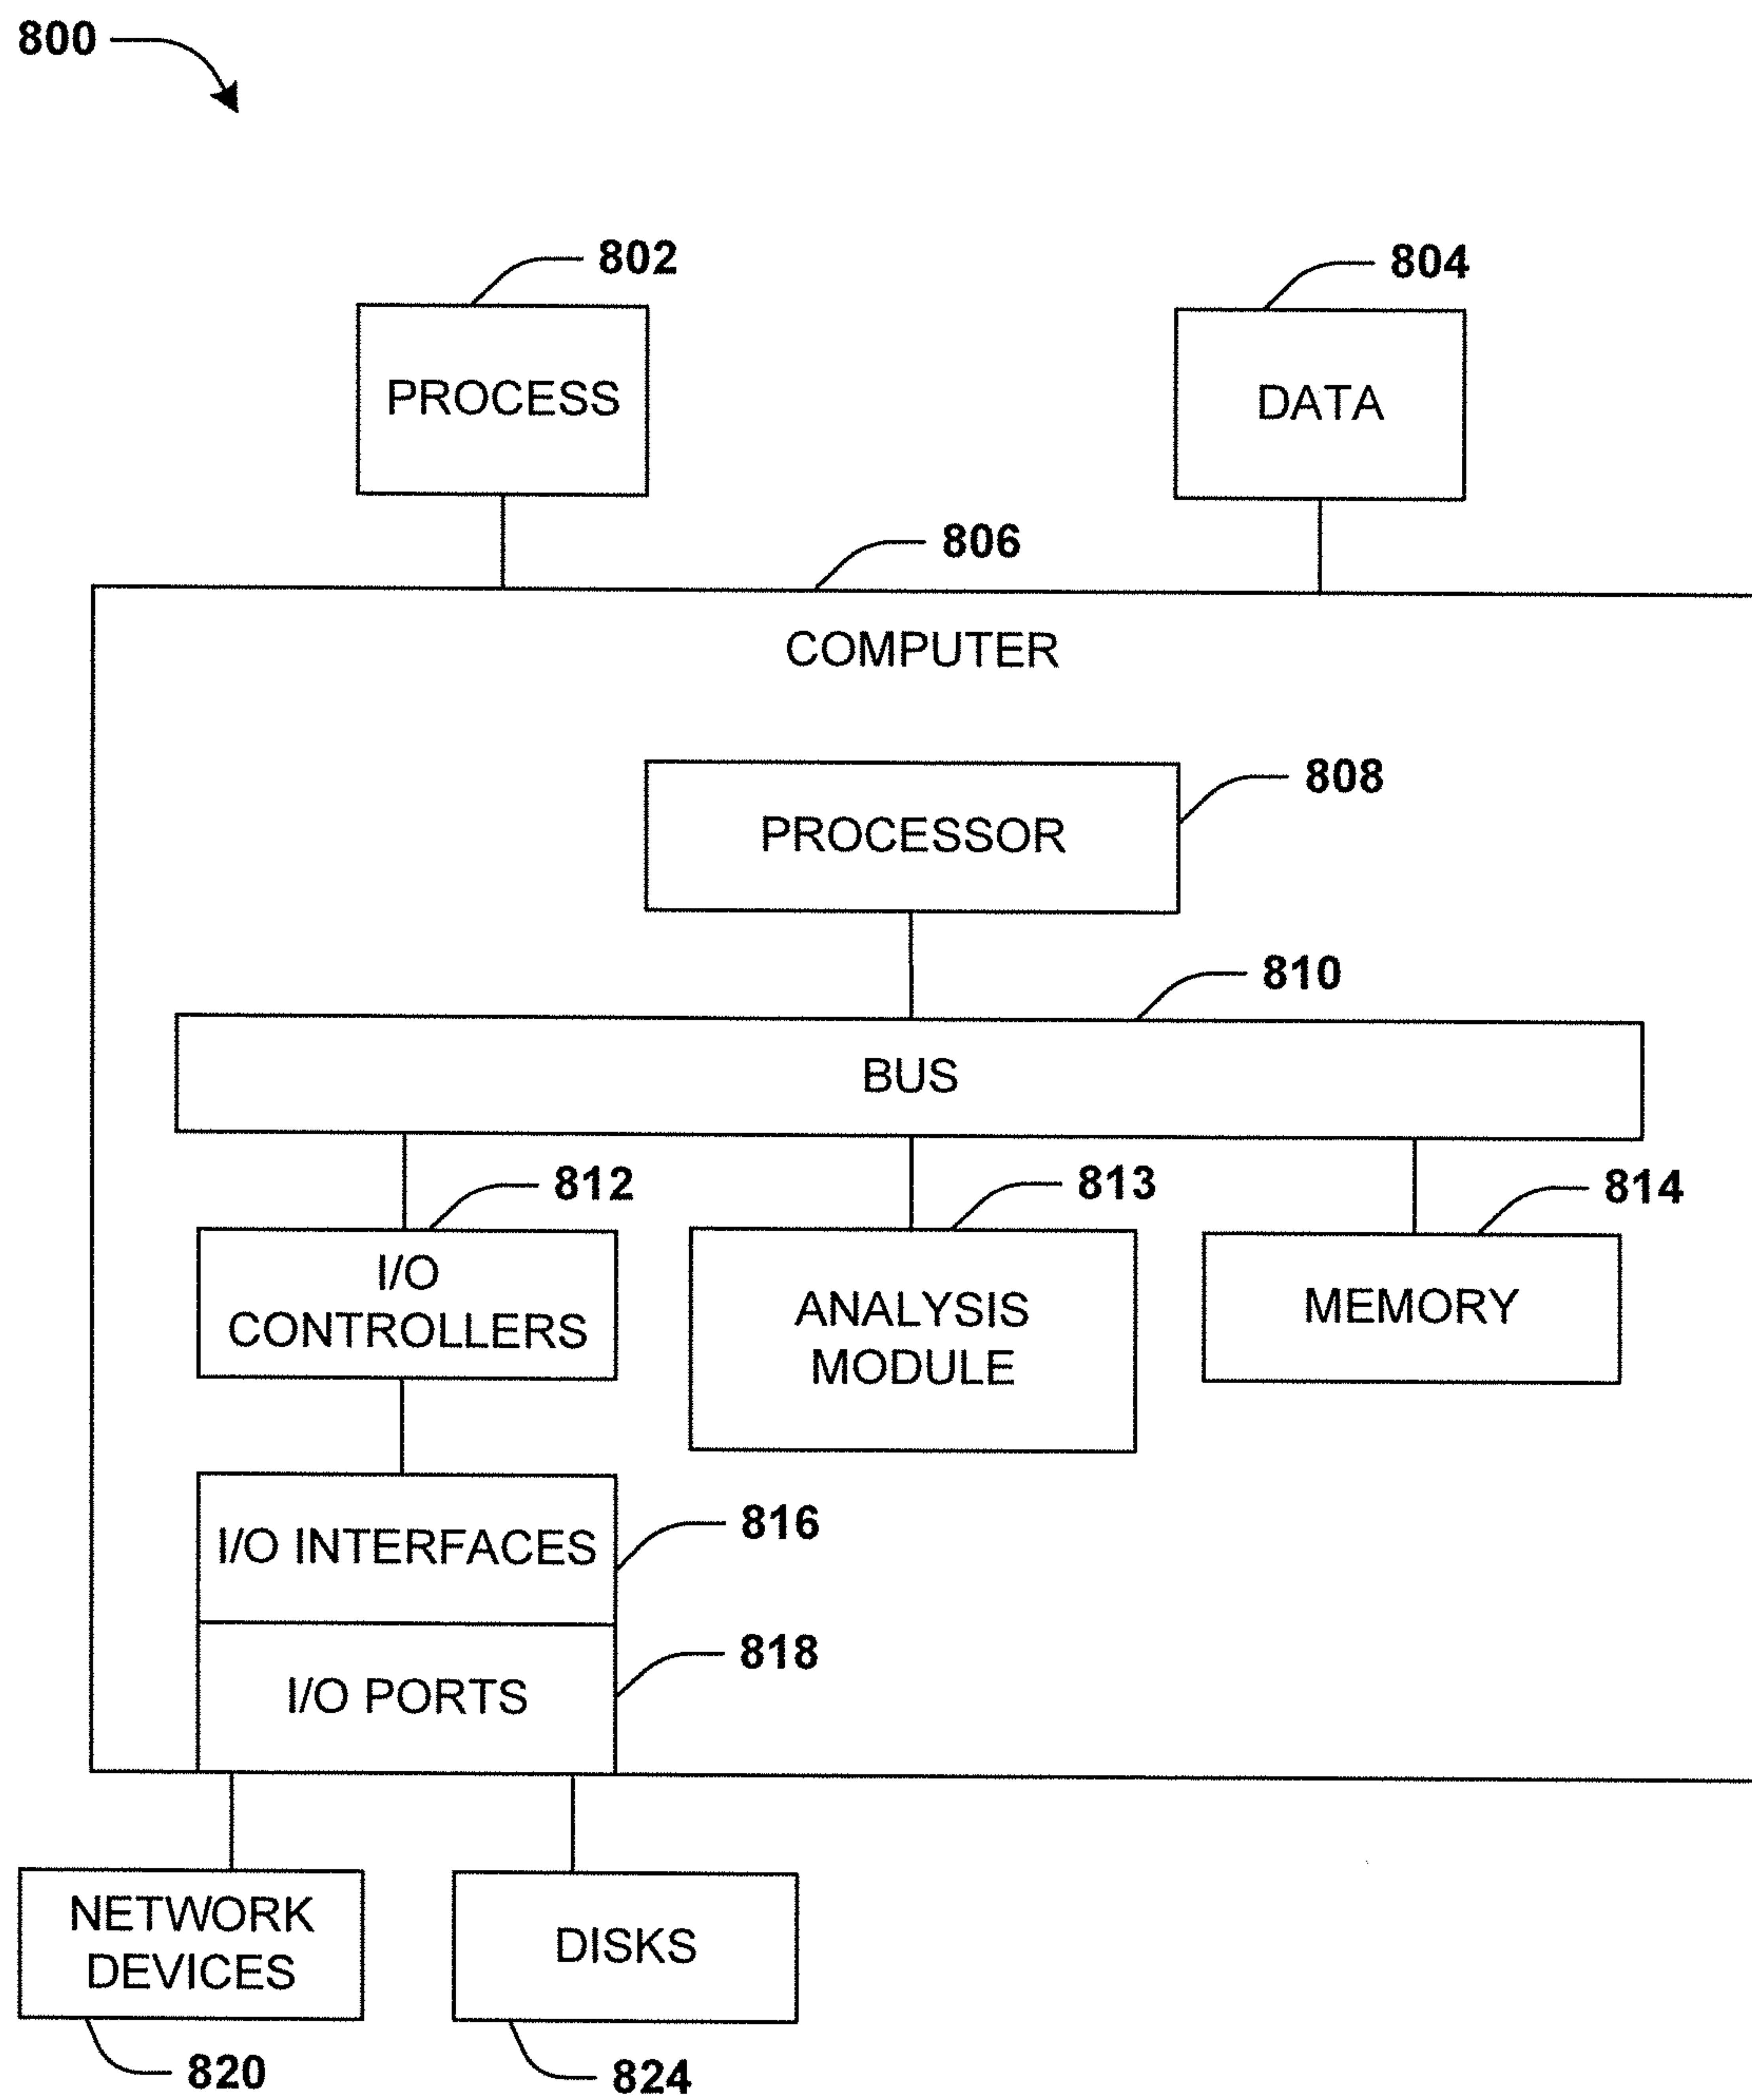 800
802
804
PROCESS
DATA
806
COMPUTER
808
PROCESSOR
810
BUS
812
813
814
I/O
CONTROLLERS
ANALYSIS
MODULE
MEMORY
816
I/O INTERFACES
818
I/O PORTS
NETWORK
DEVICES
DISKS
820
824